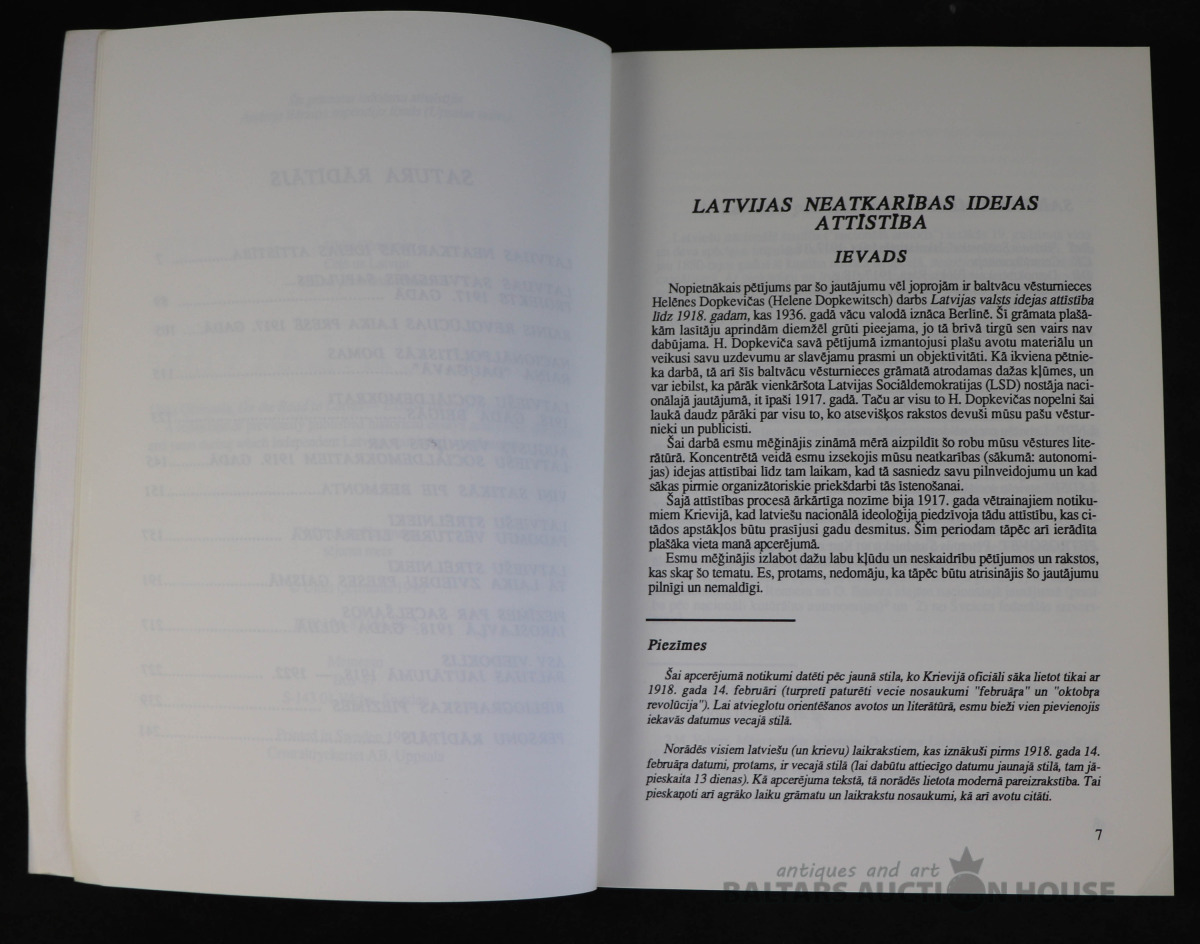 LATVIJAS NEATKARĪBAS IDEJAS
ATTĪSTĪBA
IEVADS
Nopietnākais pētījums par šo jautājumu vēl joprojām ir baltvācu vēsturnieces
Helēnes Dopkevičas (Helene Dopkewitsch) darbs Latvijas valsts idejas attīstība
līdz 1918. gadam, kas 1936. gadā vācu valodā iznāca Berlīnē. Šī grāmata plašā-
kām lasītāju aprindām diemžēl grūti pieejama, jo tā brīvā tirgū sen vairs nav
dabūjama. H. Dopkeviča savā pētījumā izmantojusi plašu avotu materiālu un
veikusi savu uzdevumu ar slavējamu prasmi un objektivitāti. Kā ikviena pētnie-
ka darbā, tā arī šīs baltvācu vēsturnieces grāmatā atrodamas dažas kļūmes, un
var iebilst, ka pārāk vienkāršota Latvijas Sociāldemokratijas (LSD) nostāja naci-
onālajā jautājumā, it īpaši 1917. gadā. Taču ar visu to H. Dopkevičas nopelni šai
laukā daudz pārāki par visu to, ko atsevišķos rakstos devuši mūsu pašu vēstur-
nieki un publicisti.
Šai darbā esmu mēģinājis zināmā mērā aizpildīt šo robu mūsu vēstures lite-
rātūrā. Koncentrētā veidā esmu izsekojis mūsu neatkarības (sākumā: autonomi-
jas) idejas attīstībai līdz tam laikam, kad tā sasniedz savu pilnveidojumu un kad
sākas pirmie organizātoriskie priekšdarbi tās īstenošanai.
Šajā attīstības procesā ārkārtīga nozīme bija 1917. gada vētrainajiem notiku-
miem Krievijā, kad latviešu nacionālā ideoloģija piedzīvoja tādu attīstību, kas ci-
tādos apstākļos būtu prasījusi gadu desmitus. Šim periodam tāpēc arī ierādīta
plašāka vieta manā apcerējumā.
Esmu mēģinājis izlabot dažu labu kļūdu un neskaidrību pētījumos un rakstos,
kas skaŗ šo tematu. Es, protams, nedomāju, ka tāpēc būtu atrisinājis šo jautājumu
pilnīgi un nemaldīgi.
Piezīmes
Šai apcerējumā notikumi datēti pēc jaunā stila, ko Krievijā oficiāli sāka lietot tikai ar
1918. gada 14. februāri (turpretī paturēti vecie nosaukumi "februāŗa" un "oktobŗa
revolūcija"). Lai atvieglotu orientēšanos avotos un literātūrā, esmu bieži vien pievienojis
iekavās datumus vecajā stilā.
Norādēs visiem latviešu (un krievu) laikrakstiem, kas iznākuši pirms 1918. gada 14.
februāŗa datumi, protams, ir vecajā stilā (lai dabūtu attiecīgo datumu jaunajā stilā, tam jā-
pieskaita 13 dienas). Kā apcerējuma tekstā, tā norādēs lietota modernā pareizrakstība. Tai
pieskaņoti arī agrāko laiku grāmatu un laikrakstu nosaukumi, kā arī avotu citāti.
7
antiques and art
BALTARS AUCTION HOUSE